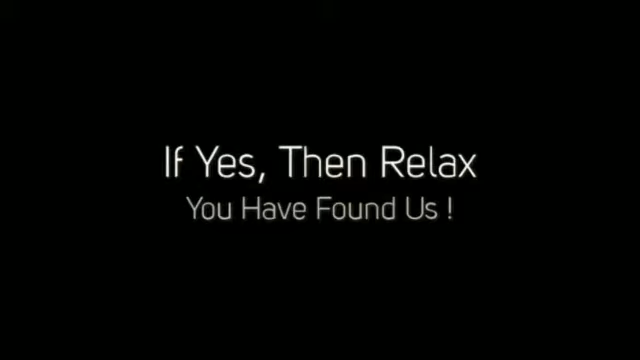 If Yes, Then Relax
You Have Found Us !